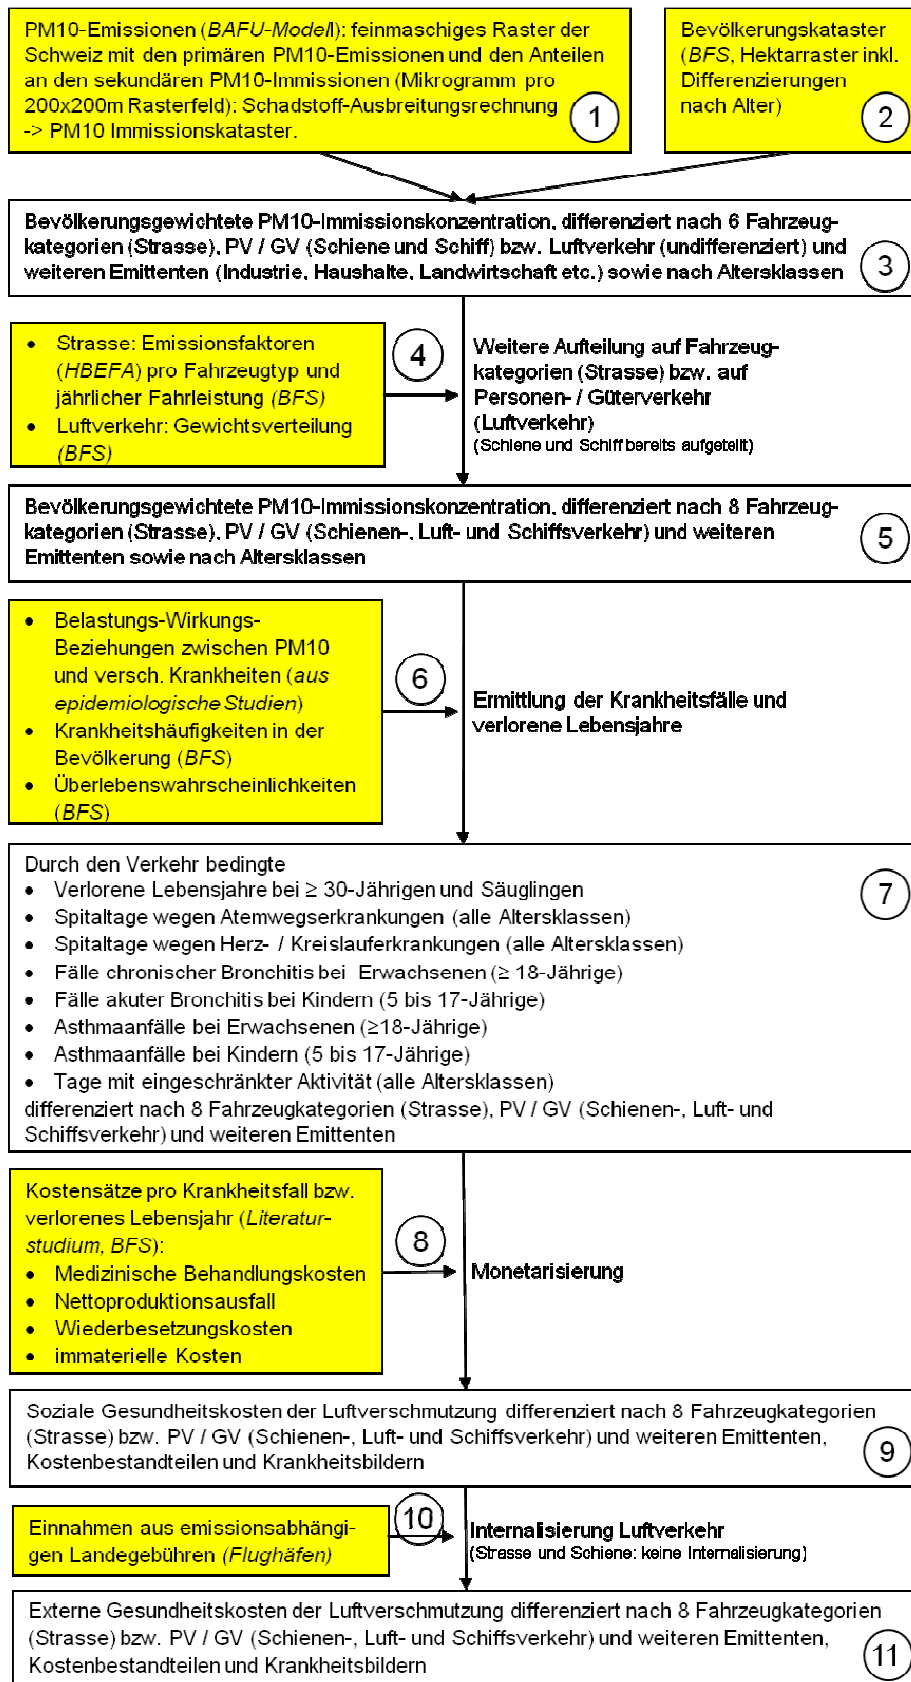 PM10-Emissionen (BAFU-Modell): feinmaschiges Raster der
Schweiz mit den primären PM10-Emissionen und den Anteilen
an den sekundären PM10-Immissionen (Mikrogramm pro
200x200m Rasterfeld): Schadstoff-Ausbreitungsrechnung
-> PM10 Immissionskataster.
1
Bevölkerungskataster
(BFS, Hektarraster inkl.
Differenzierungen
nach Alter)
2
Bevölkerungsgewichtete PM10-Immissionskonzentration, differenziert nach 6 Fahrzeug-
kategorien (Strasse), PV / GV (Schiene und Schiff) bzw. Luftverkehr (undifferenziert) und
weiteren Emittenten (Industrie, Haushalte, Landwirtschaft etc.) sowie nach Altersklassen
3
• Strasse: Emissionsfaktoren
(HBEFA) pro Fahrzeugtyp und
jährlicher Fahrleistung (BFS)
• Luftverkehr: Gewichtsverteilung
(BFS)
4
Weitere Aufteilung auf Fahrzeug-
kategorien (Strasse) bzw. auf
Personen- / Güterverkehr
(Luftverkehr)
(Schiene und Schiff bereits aufgeteilt)
Bevölkerungsgewichtete PM10-Immissionskonzentration, differenziert nach 8 Fahrzeug-
kategorien (Strasse), PV / GV (Schienen-, Luft- und Schiffsverkehr) und weiteren
Emittenten sowie nach Altersklassen
5
• Belastungs-Wirkungs-
Beziehungen zwischen PM10
und versch. Krankheiten (aus
epidemiologische Studien)
• Krankheitshäufigkeiten in der
Bevölkerung (BFS)
• Überlebenswahrscheinlichkeiten
(BFS)
6
Ermittlung der Krankheitsfälle und
verlorene Lebensjahre
Durch den Verkehr bedingte
• Verlorene Lebensjahre bei ≥ 30-Jährigen und Säuglingen
• Spitaltage wegen Atemwegserkrankungen (alle Altersklassen)
• Spitaltage wegen Herz- / Kreislauferkrankungen (alle Altersklassen)
• Fälle chronischer Bronchitis bei Erwachsenen (≥ 18-Jährige)
• Fälle akuter Bronchitis bei Kindern (5 bis 17-Jährige)
• Asthmaanfälle bei Erwachsenen (≥18-Jährige)
• Asthmaanfälle bei Kindern (5 bis 17-Jährige)
• Tage mit eingeschränkter Aktivität (alle Altersklassen)
differenziert nach 8 Fahrzeugkategorien (Strasse), PV / GV (Schienen-, Luft- und
Schiffsverkehr) und weiteren Emittenten
7
Kostensätze pro Krankheitsfall bzw.
verlorenes Lebensjahr (Literatur-
studium, BFS):
• Medizinische Behandlungskosten
• Nettoproduktionsausfall
• Wiederbesetzungskosten
• immaterielle Kosten
8
Monetarisierung
Soziale Gesundheitskosten der Luftverschmutzung differenziert nach 8 Fahrzeugkategorien
(Strasse) bzw. PV / GV (Schienen-, Luft- und Schiffsverkehr) und weiteren Emittenten,
Kostenbestandteilen und Krankheitsbildern
9
Einnahmen aus emissionsabhängi-
gen Landegebühren (Flughäfen)
10
Internalisierung Luftverkehr
(Strasse und Schiene: keine Internalisierung)
Externe Gesundheitskosten der Luftverschmutzung differenziert nach 8 Fahrzeugkategorien
(Strasse) bzw. PV / GV (Schienen-, Luft- und Schiffsverkehr) und weiteren Emittenten,
Kostenbestandteilen und Krankheitsbildern
11